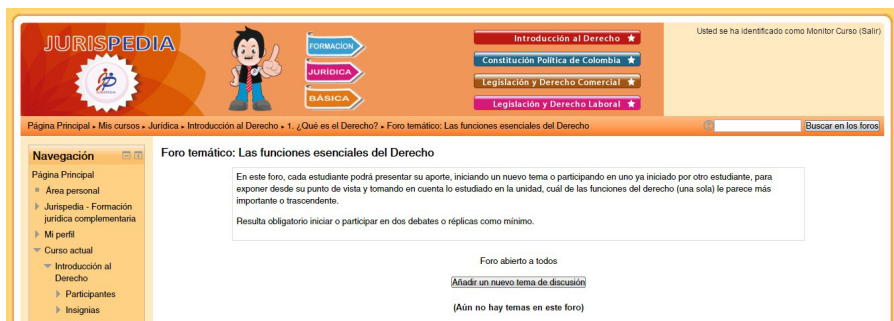 JURISPEDIA
JURISPEDIA
FORMACÍON
JURÍDICA
BÁSICA
Introducción al Derecho
Constitución Política de Colombia
Legislación y Derecho Comercial
Legislación y Derecho Laboral
Usted se ha identificado como Monitor Curso (Salir)
Página Principal ▸ Mis cursos ▸ Jurídica ▸ Introducción al Derecho ▸ 1. ¿Qué es el Derecho? ▸ Foro temático: Las funciones esenciales del Derecho
Buscar en los foros
Navegación
Página Principal
Área personal
Jurispedia - Formación
jurídica complementaria
Mi perfil
Curso actual
Introducción al
Derecho
Participantes
Insignias
Foro temático: Las funciones esenciales del Derecho
En este foro, cada estudiante podrá presentar su aporte, iniciando un nuevo tema o participando en uno ya iniciado por otro estudiante, para
exponer desde su punto de vista y tomando en cuenta lo estudiado en la unidad, cuál de las funciones del derecho (una sola) le parece más
importante o trascendente.
Resulta obligatorio iniciar o participar en dos debates o réplicas como mínimo.
Foro abierto a todos
Añadir un nuevo tema de discusión
(Aún no hay temas en este foro)